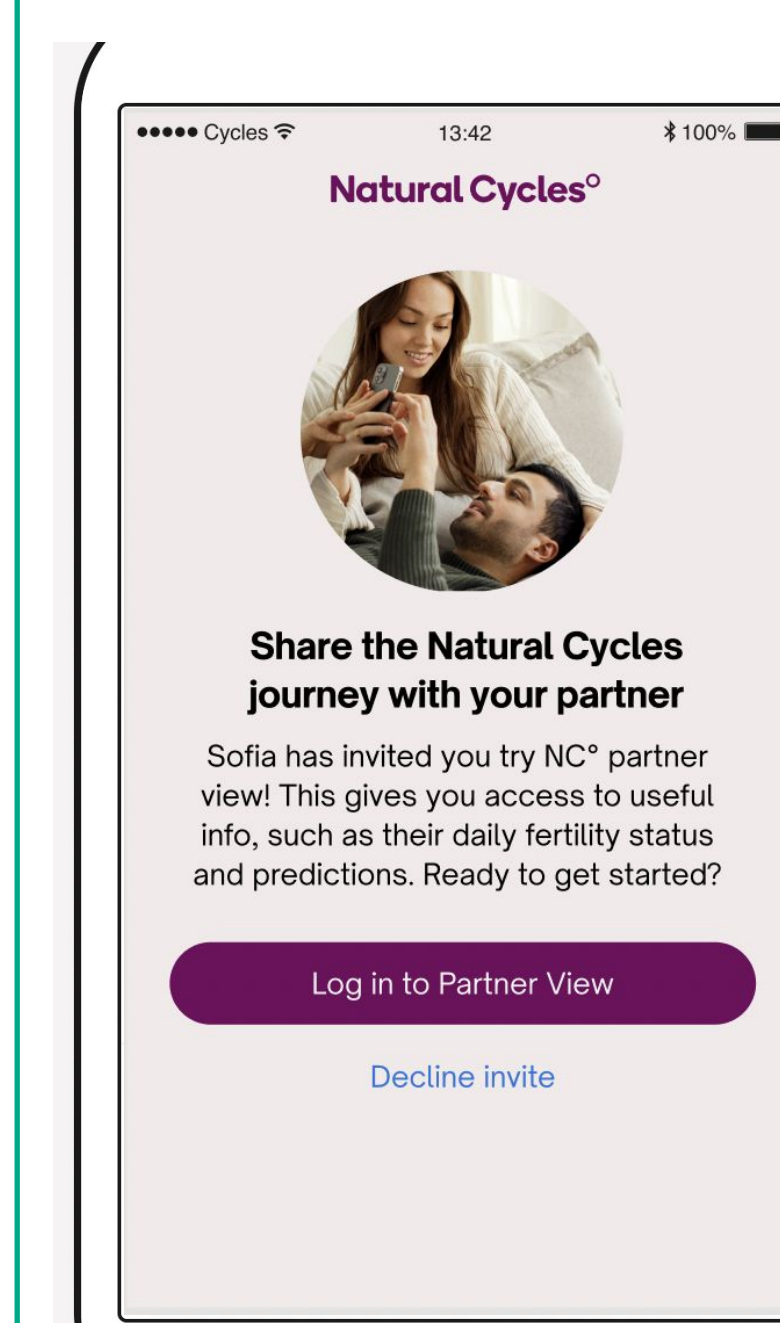 ●●●●● Cycles 13:42 100%
Natural Cycles°
Share the Natural Cycles
journey with your partner
Sofia has invited you try NC° partner
view! This gives you access to useful
info, such as their daily fertility status
and predictions. Ready to get started?
Log in to Partner View
Decline invite